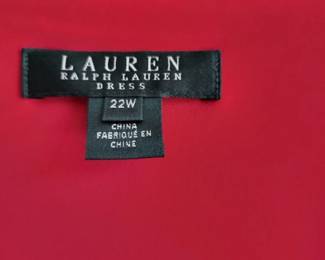 LAUREN
RALPH LAUREN
DRESS
22W
CHINA
FABRIQUÉ EN
CHINE